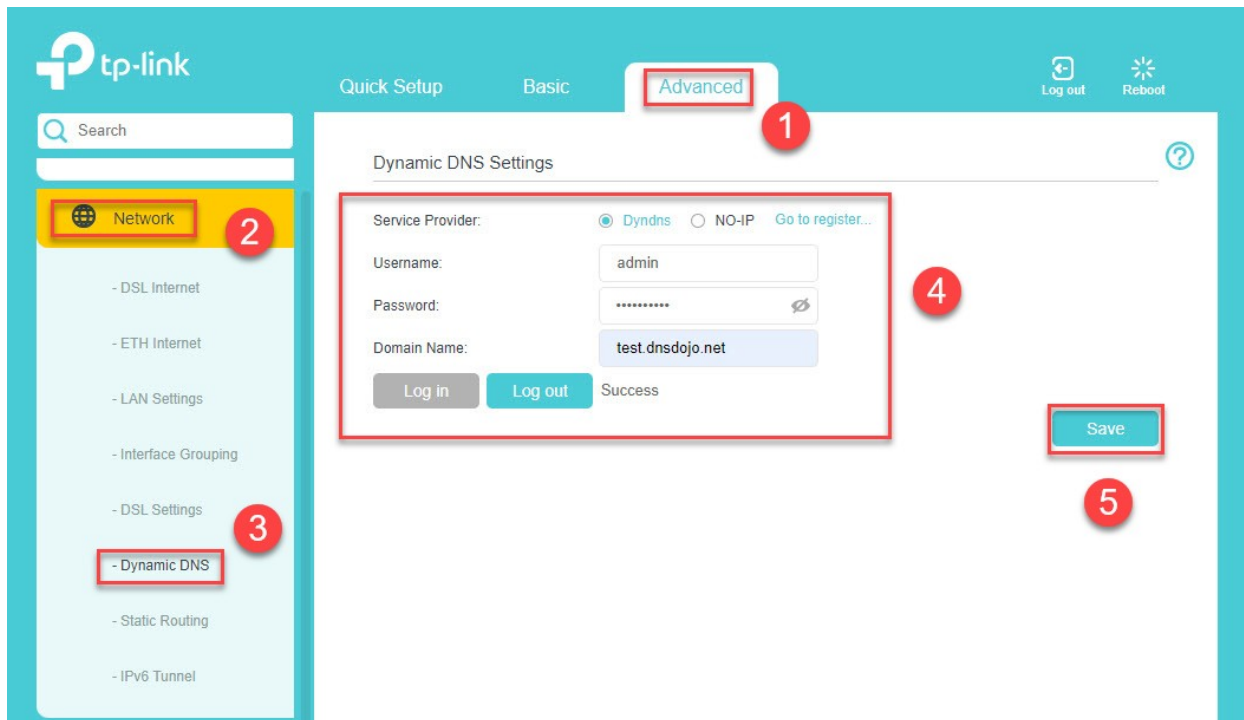 tp-link
Quick Setup Basic Advanced Log out Reboot
1
Search
Dynamic DNS Settings
?
Network
2
Service Provider: Dyndns NO-IP Go to register...
Username: admin
4
- DSL Internet
Password: ••••••••••
- ETH Internet
Domain Name: test.dnsdojo.net
Log in Log out Success
- LAN Settings
Save
- Interface Grouping
5
- DSL Settings
3
- Dynamic DNS
- Static Routing
- IPv6 Tunnel